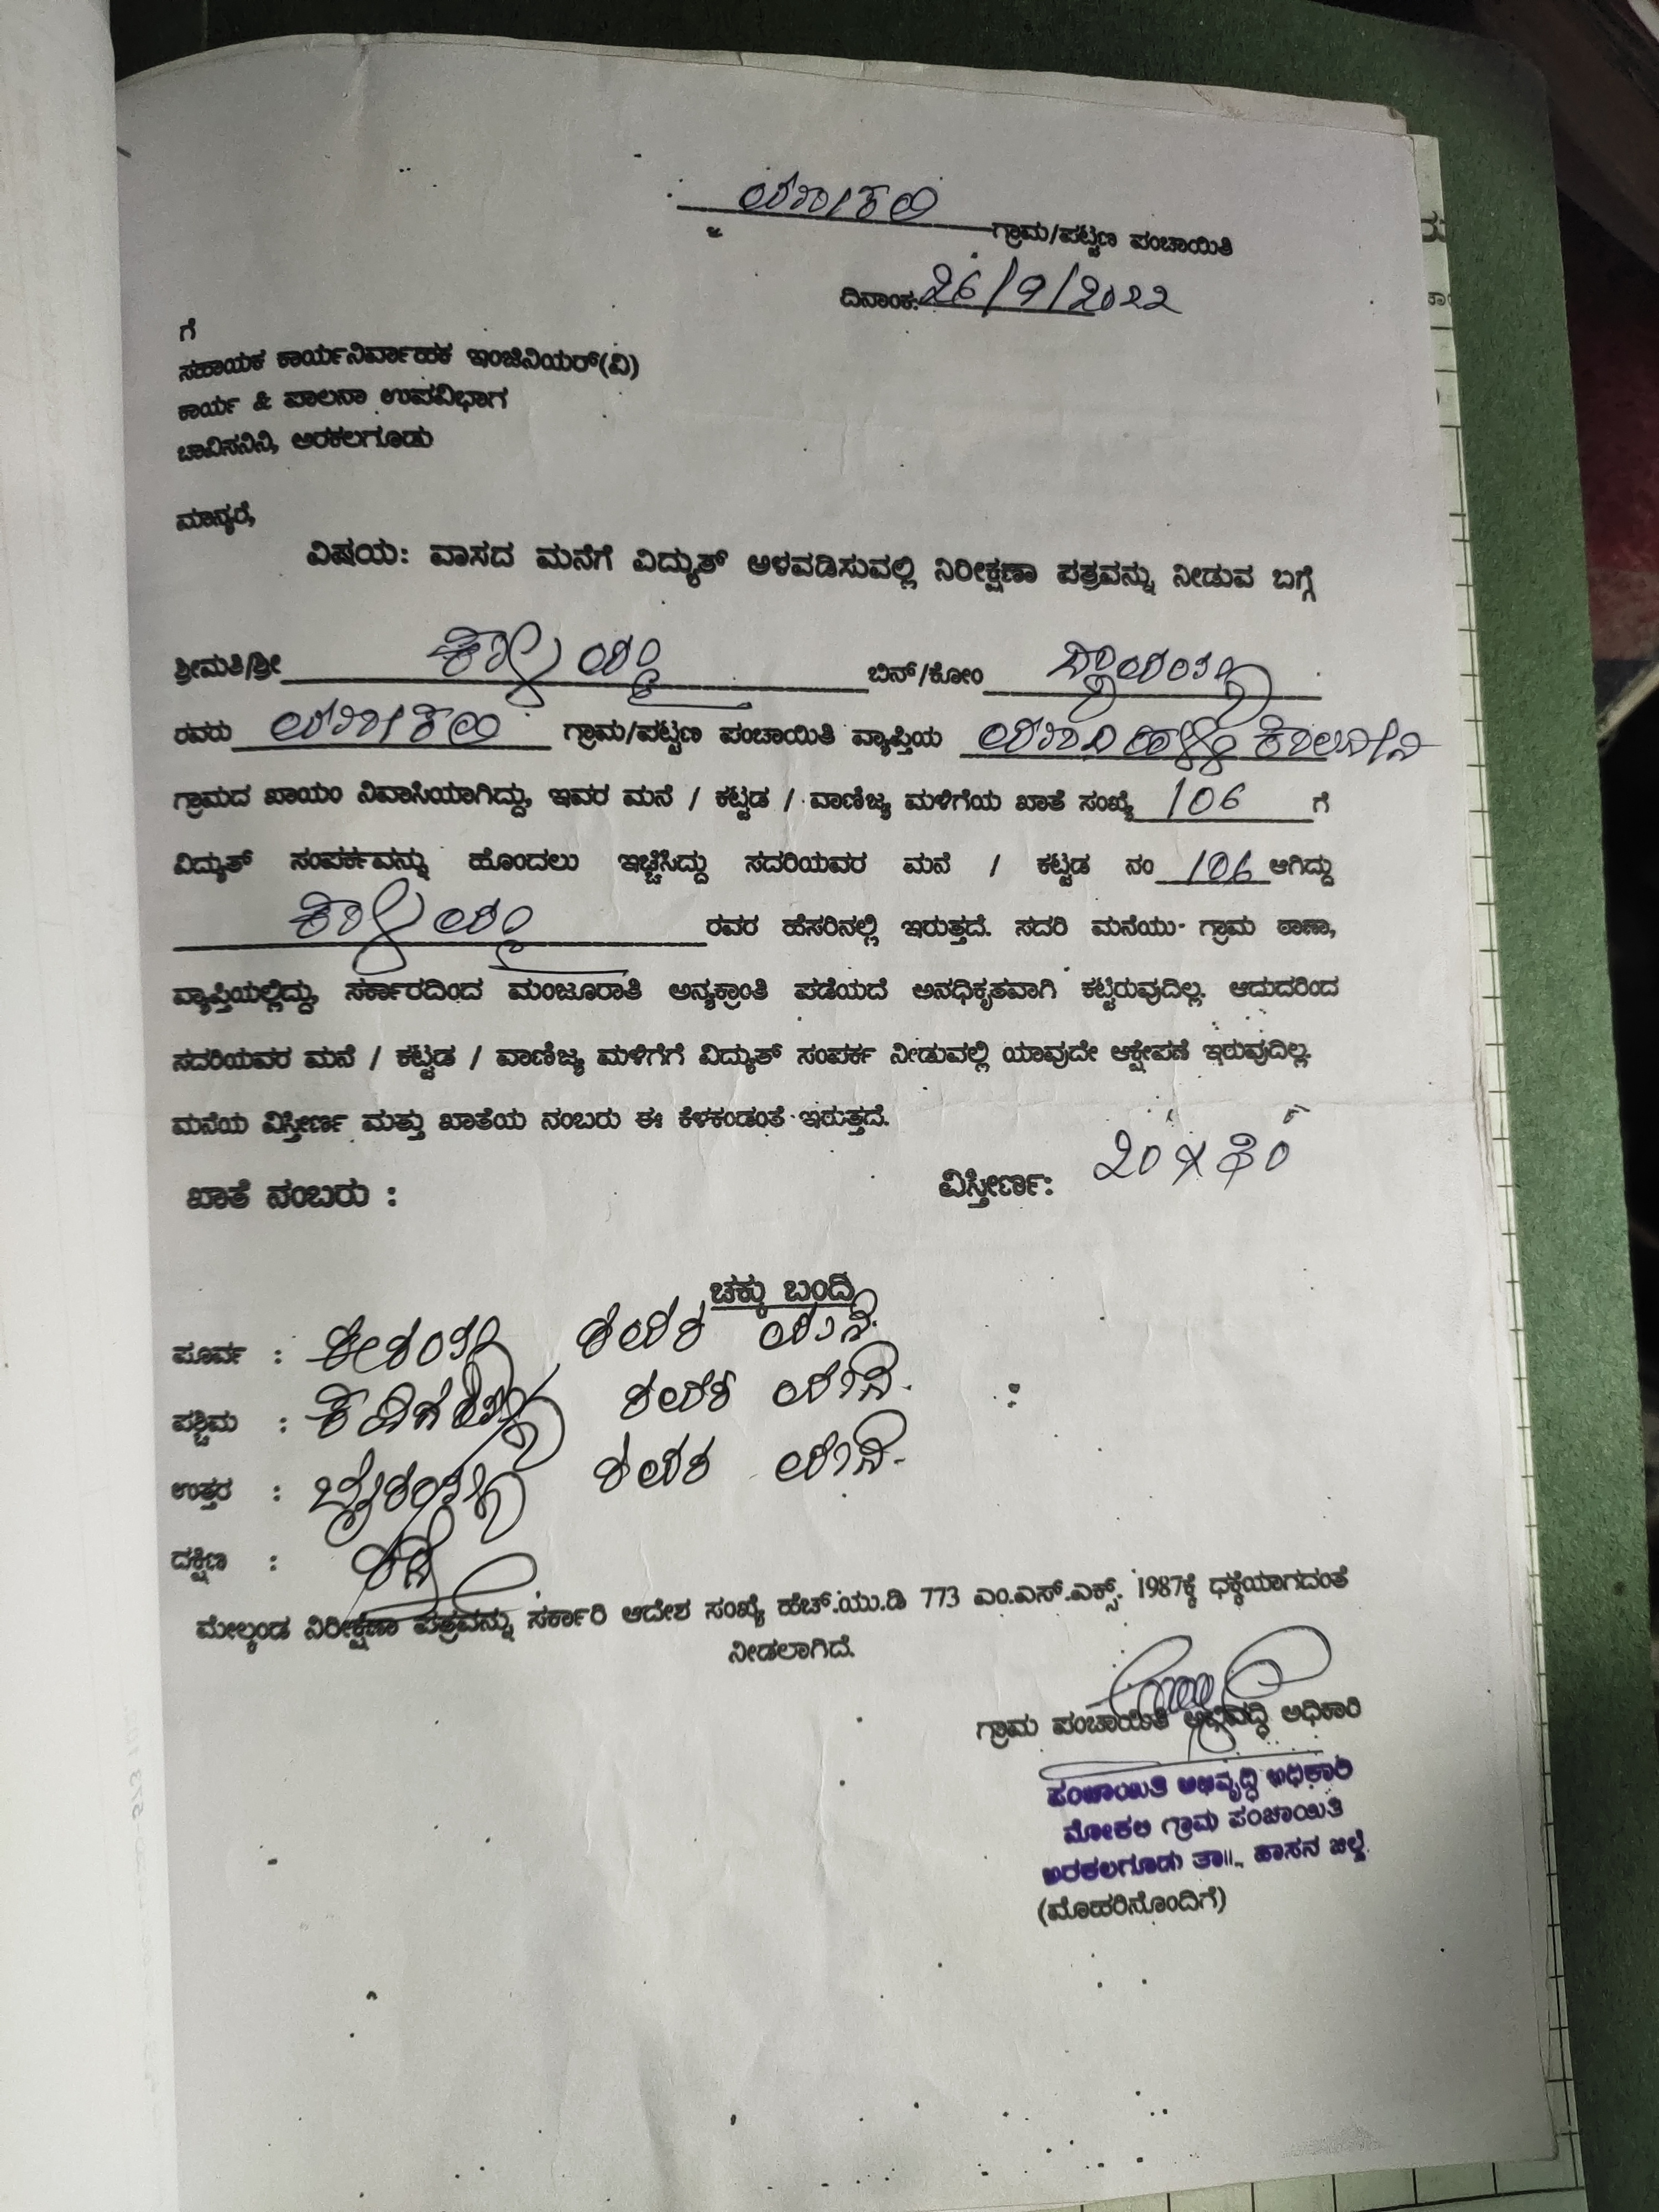 ಮೋಕಲಿ ಗ್ರಾಮ/ಪಟ್ಟಣ ಪಂಚಾಯಿತಿ
ದಿನಾಂಕ: 26/9/2022
ಗೆ
ಸಹಾಯಕ ಕಾರ್ಯನಿರ್ವಾಹಕ ಇಂಜಿನಿಯರ್(ವಿ)
ಕಾರ್ಯ & ಪಾಲನಾ ಉಪವಿಭಾಗ
ಚಾವಿಸನಿನಿ, ಅರಕಲಗೂಡು
ಮಾನ್ಯರೆ,
ವಿಷಯ: ವಾಸದ ಮನೆಗೆ ವಿದ್ಯುತ್ ಅಳವಡಿಸುವಲ್ಲಿ ನಿರೀಕ್ಷಣಾ ಪತ್ರವನ್ನು ನೀಡುವ ಬಗ್ಗೆ
ಶ್ರೀಮತಿ/ಶ್ರೀ ಬಿನ್/ಕೋಂ
ರವರು ಮೋಕಲಿ ಗ್ರಾಮ/ಪಟ್ಟಣ ಪಂಚಾಯಿತಿ ವ್ಯಾಪ್ತಿಯ
ಗ್ರಾಮದ ಖಾಯಂ ನಿವಾಸಿಯಾಗಿದ್ದು, ಇವರ ಮನೆ / ಕಟ್ಟಡ / ವಾಣಿಜ್ಯ ಮಳಿಗೆಯ ಖಾತೆ ಸಂಖ್ಯೆ 106 ಗೆ
ವಿದ್ಯುತ್ ಸಂಪರ್ಕವನ್ನು ಹೊಂದಲು ಇಚ್ಛಿಸಿದ್ದು ಸದರಿಯವರ ಮನೆ / ಕಟ್ಟಡ ನಂ 106 ಆಗಿದ್ದು
ರವರ ಹೆಸರಿನಲ್ಲಿ ಇರುತ್ತದೆ. ಸದರಿ ಮನೆಯು ಗ್ರಾಮ ಠಾಣಾ,
ವ್ಯಾಪ್ತಿಯಲ್ಲಿದ್ದು, ಸರ್ಕಾರದಿಂದ ಮಂಜೂರಾತಿ ಅನ್ಯಕ್ರಾಂತಿ ಪಡೆಯದೆ ಅನಧಿಕೃತವಾಗಿ ಕಟ್ಟಿರುವುದಿಲ್ಲ. ಆದುದರಿಂದ
ಸದರಿಯವರ ಮನೆ / ಕಟ್ಟಡ / ವಾಣಿಜ್ಯ ಮಳಿಗೆಗೆ ವಿದ್ಯುತ್ ಸಂಪರ್ಕ ನೀಡುವಲ್ಲಿ ಯಾವುದೇ ಆಕ್ಷೇಪಣೆ ಇರುವುದಿಲ್ಲ.
ಮನೆಯ ವಿಸ್ತೀರ್ಣ ಮತ್ತು ಖಾತೆಯ ನಂಬರು ಈ ಕೆಳಕಂಡಂತೆ ಇರುತ್ತದೆ.
ಖಾತೆ ನಂಬರು : ವಿಸ್ತೀರ್ಣ:
ಚಕ್ಕು ಬಂದಿ
ಪೂರ್ವ :
ಪಶ್ಚಿಮ :
ಉತ್ತರ :
ದಕ್ಷಿಣ : ರಸ್ತೆ
ಮೇಲ್ಕಂಡ ನಿರೀಕ್ಷಣಾ ಪತ್ರವನ್ನು ಸರ್ಕಾರಿ ಆದೇಶ ಸಂಖ್ಯೆ ಹೆಚ್.ಯು.ಡಿ 773 ಎಂ.ಎಸ್.ಎಕ್ಸ್. 1987ಕ್ಕೆ ಧಕ್ಕೆಯಾಗದಂತೆ
ನೀಡಲಾಗಿದೆ.
ಗ್ರಾಮ ಪಂಚಾಯಿತಿ ಅಭಿವೃದ್ಧಿ ಅಧಿಕಾರಿ
ಪಂಚಾಯಿತಿ ಅಭಿವೃದ್ಧಿ ಅಧಿಕಾರಿ
ಮೋಕಲಿ ಗ್ರಾಮ ಪಂಚಾಯಿತಿ
ಅರಕಲಗೂಡು ತಾ||., ಹಾಸನ ಜಿಲ್ಲೆ.
(ಮೊಹರಿನೊಂದಿಗೆ)